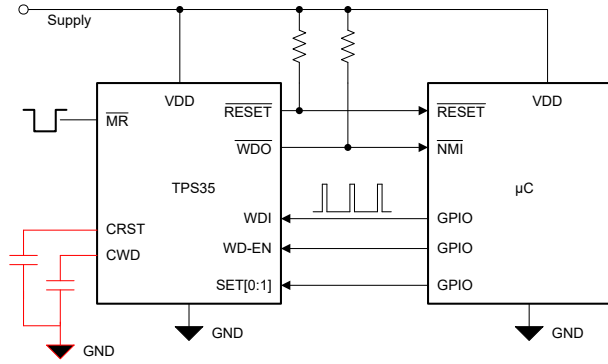 Supply
VDD
MR
RESET
WDO
TPS35
CRST
CWD
WDI
WD-EN
SET[0:1]
GND
GND
VDD
RESET
NMI
µC
GPIO
GPIO
GPIO
GND